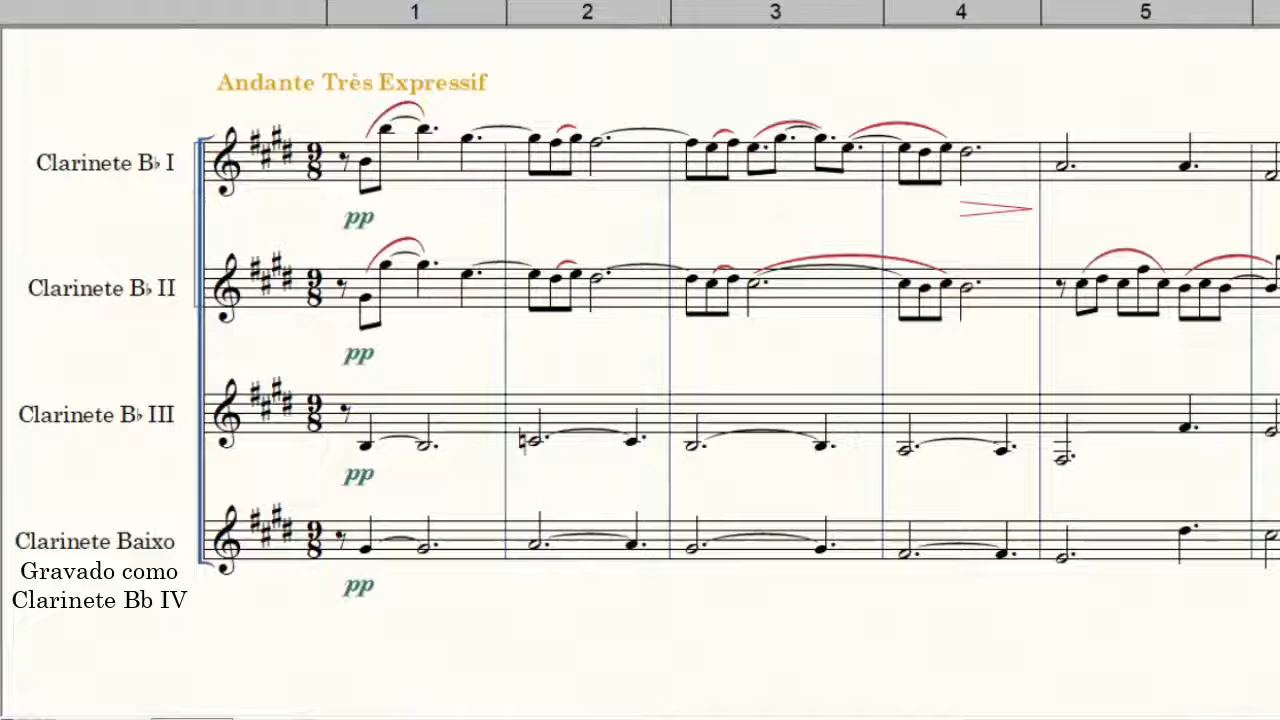 1 2 3 4 5
Andante Très Expressif
Clarinete B♭ I
pp
Clarinete B♭ II
pp
Clarinete B♭ III
pp
Clarinete Baixo
Gravado como
Clarinete Bb IV
pp